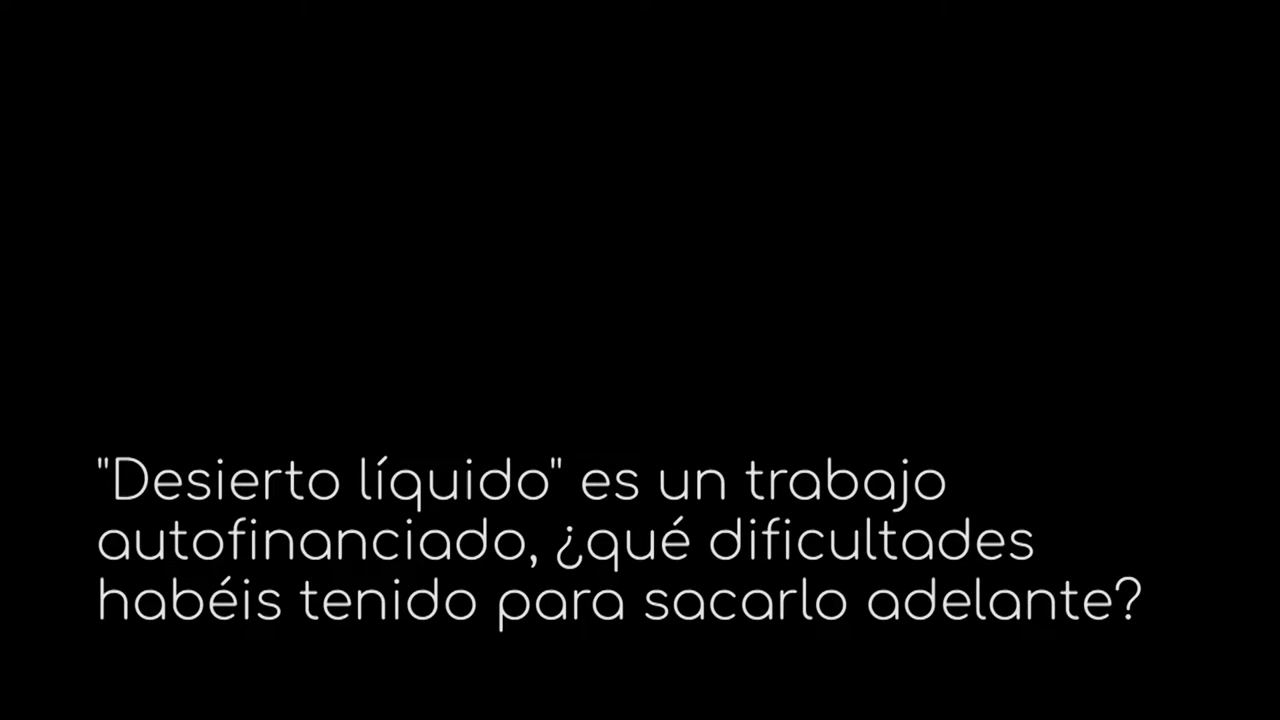 "Desierto líquido" es un trabajo
autofinanciado, ¿qué dificultades
habéis tenido para sacarlo adelante?